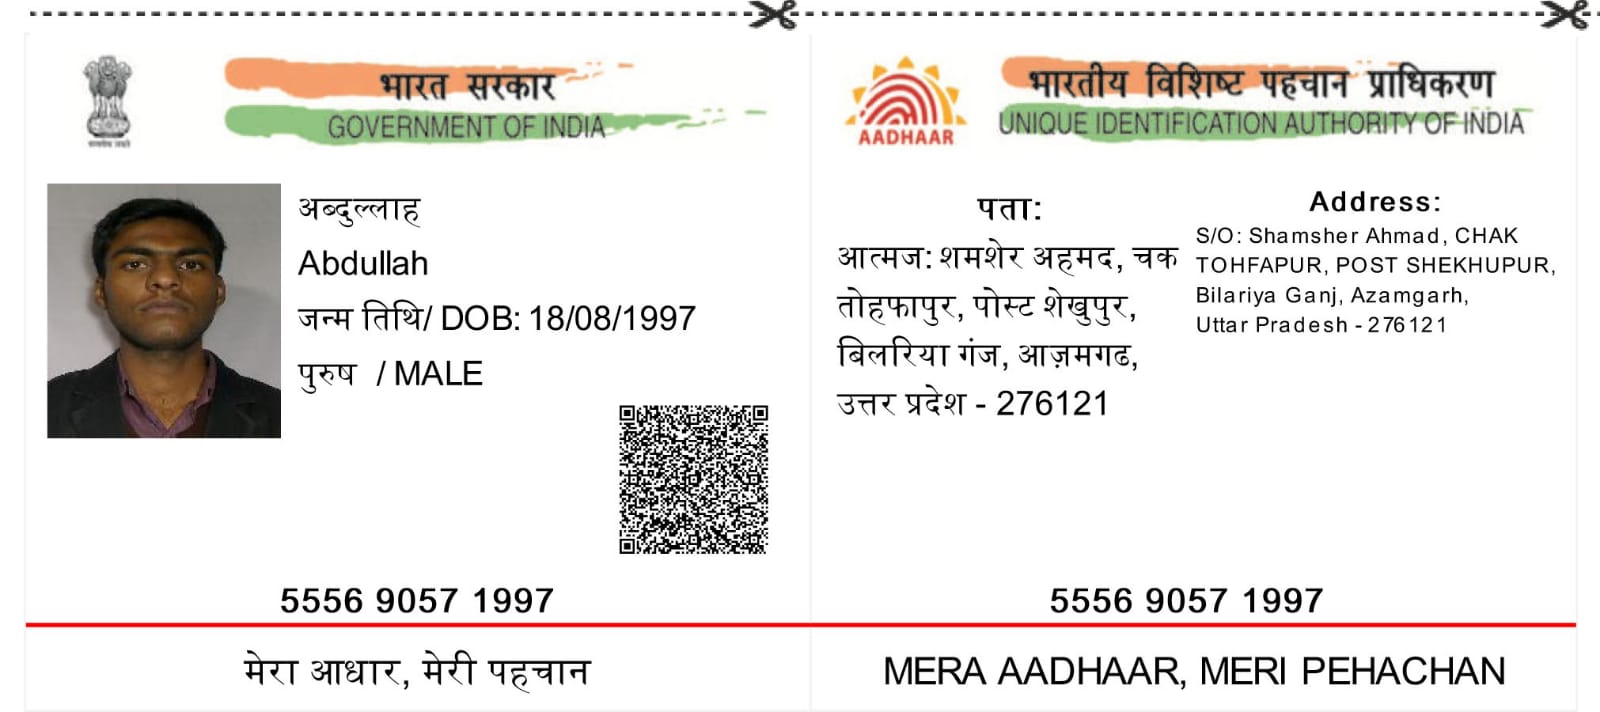 भारत सरकार
GOVERNMENT OF INDIA
अब्दुल्लाह
Abdullah
जन्म तिथि/ DOB: 18/08/1997
पुरुष / MALE
5556 9057 1997
मेरा आधार, मेरी पहचान
AADHAAR
भारतीय विशिष्ट पहचान प्राधिकरण
UNIQUE IDENTIFICATION AUTHORITY OF INDIA
पता:
आत्मज: शमशेर अहमद, चक
तोहफापुर, पोस्ट शेखुपुर,
बिलरिया गंज, आज़मगढ,
उत्तर प्रदेश - 276121
Address:
S/O: Shamsher Ahmad, CHAK
TOHFAPUR, POST SHEKHUPUR,
Bilariya Ganj, Azamgarh,
Uttar Pradesh - 276121
5556 9057 1997
MERA AADHAAR, MERI PEHACHAN